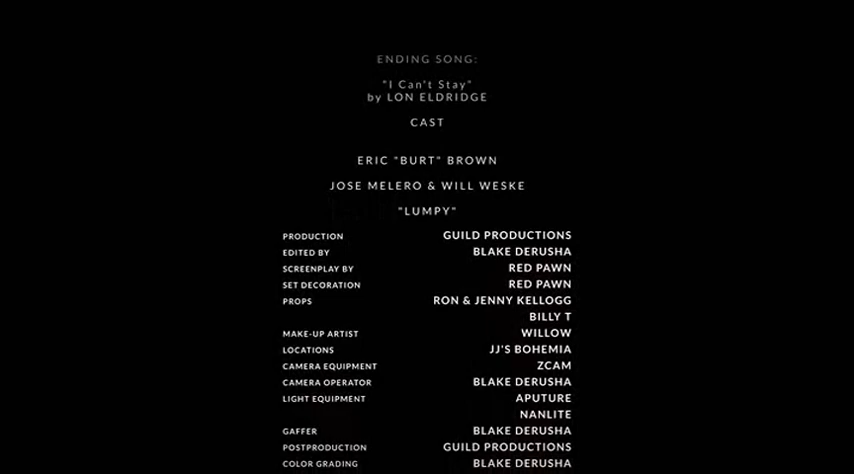 ENDING SONG:
"I Can't Stay"
by LON ELDRIDGE
CAST
ERIC "BURT" BROWN
JOSE MELERO & WILL WESKE
"LUMPY"
PRODUCTION GUILD PRODUCTIONS
EDITED BY BLAKE DERUSHA
SCREENPLAY BY RED PAWN
SET DECORATION RED PAWN
PROPS RON & JENNY KELLOGG
BILLY T
MAKE-UP ARTIST WILLOW
LOCATIONS JJ'S BOHEMIA
CAMERA EQUIPMENT ZCAM
CAMERA OPERATOR BLAKE DERUSHA
LIGHT EQUIPMENT APUTURE
NANLITE
GAFFER BLAKE DERUSHA
POSTPRODUCTION GUILD PRODUCTIONS
COLOR GRADING BLAKE DERUSHA